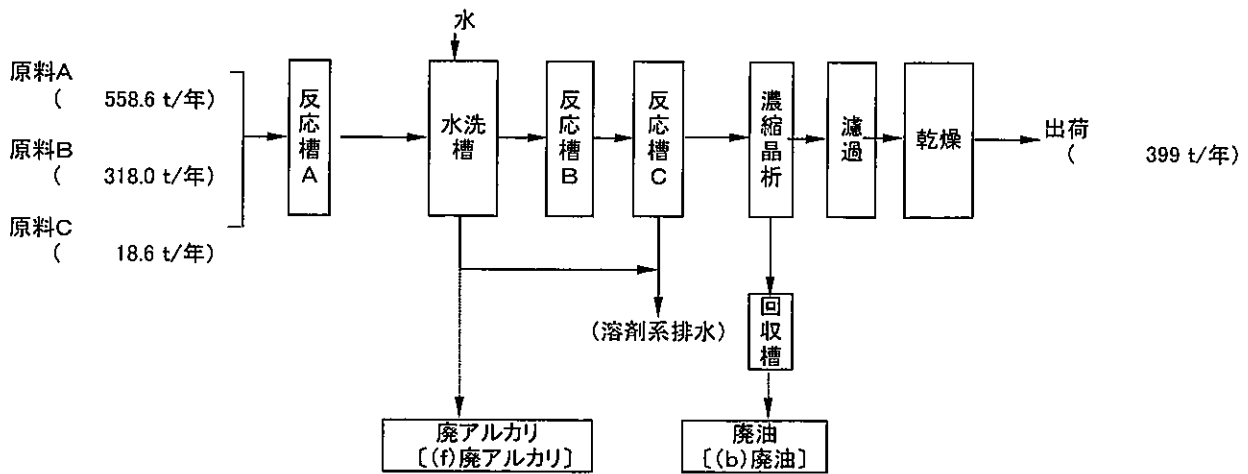 水
原料A
( 558.6 t/年)
原料B
( 318.0 t/年)
原料C
( 18.6 t/年)
反応槽A
水洗槽
反応槽B
反応槽C
濃縮晶析
濾過
乾燥
出荷
( 399 t/年)
(溶剤系排水)
回収槽
廃アルカリ
[(f)廃アルカリ]
廃油
[(b)廃油]